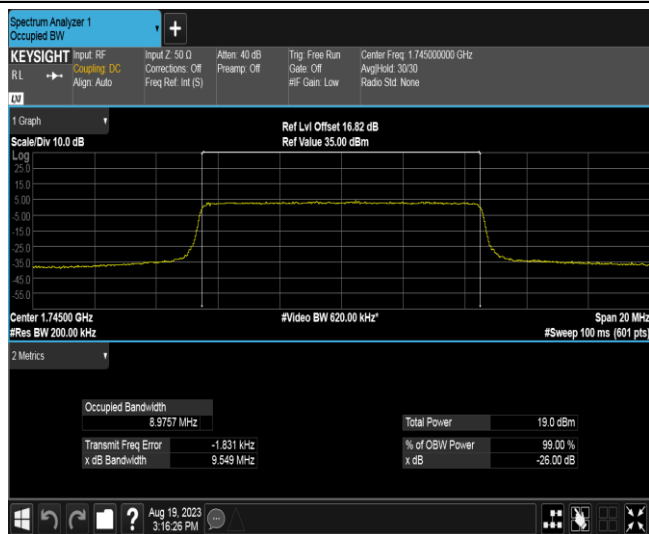 Spectrum Analyzer 1
Occupied BW
+
KEYSIGHT
R L
LXI
Input: RF
Coupling: DC
Align: Auto
Input Z: 50 Ω
Corrections: Off
Freq Ref: Int (S)
Atten: 40 dB
Preamp: Off
Trig: Free Run
Gate: Off
#IF Gain: Low
Center Freq: 1.745000000 GHz
Avg|Hold: 30/30
Radio Std: None
1 Graph
Scale/Div 10.0 dB
Ref Lvl Offset 16.82 dB
Ref Value 35.00 dBm
Log
25.0
15.0
5.00
-5.00
-15.0
-25.0
-35.0
-45.0
-55.0
Center 1.74500 GHz
#Res BW 200.00 kHz
#Video BW 620.00 kHz*
Span 20 MHz
#Sweep 100 ms (601 pts)
2 Metrics
Occupied Bandwidth
8.9757 MHz
Transmit Freq Error -1.831 kHz
x dB Bandwidth 9.549 MHz
Total Power 19.0 dBm
% of OBW Power 99.00 %
x dB -26.00 dB
?
Aug 19, 2023
3:16:26 PM